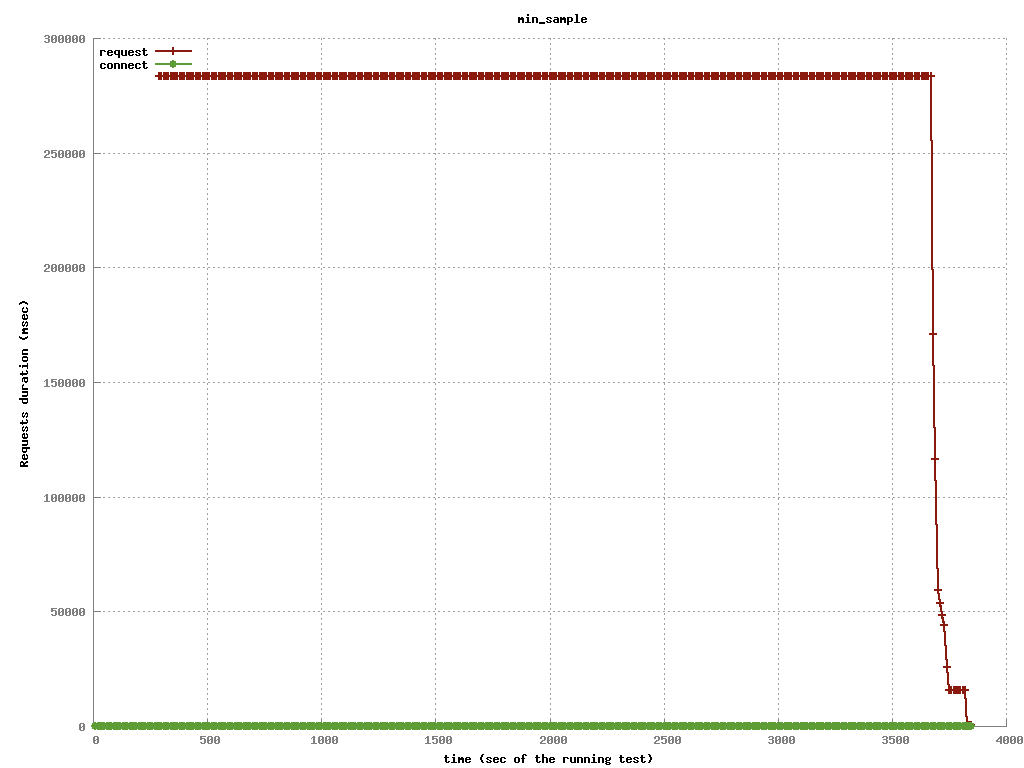 min_sample
request
connect
300000
250000
200000
150000
100000
50000
0
Requests duration (msec)
0 500 1000 1500 2000 2500 3000 3500 4000
time (sec of the running test)